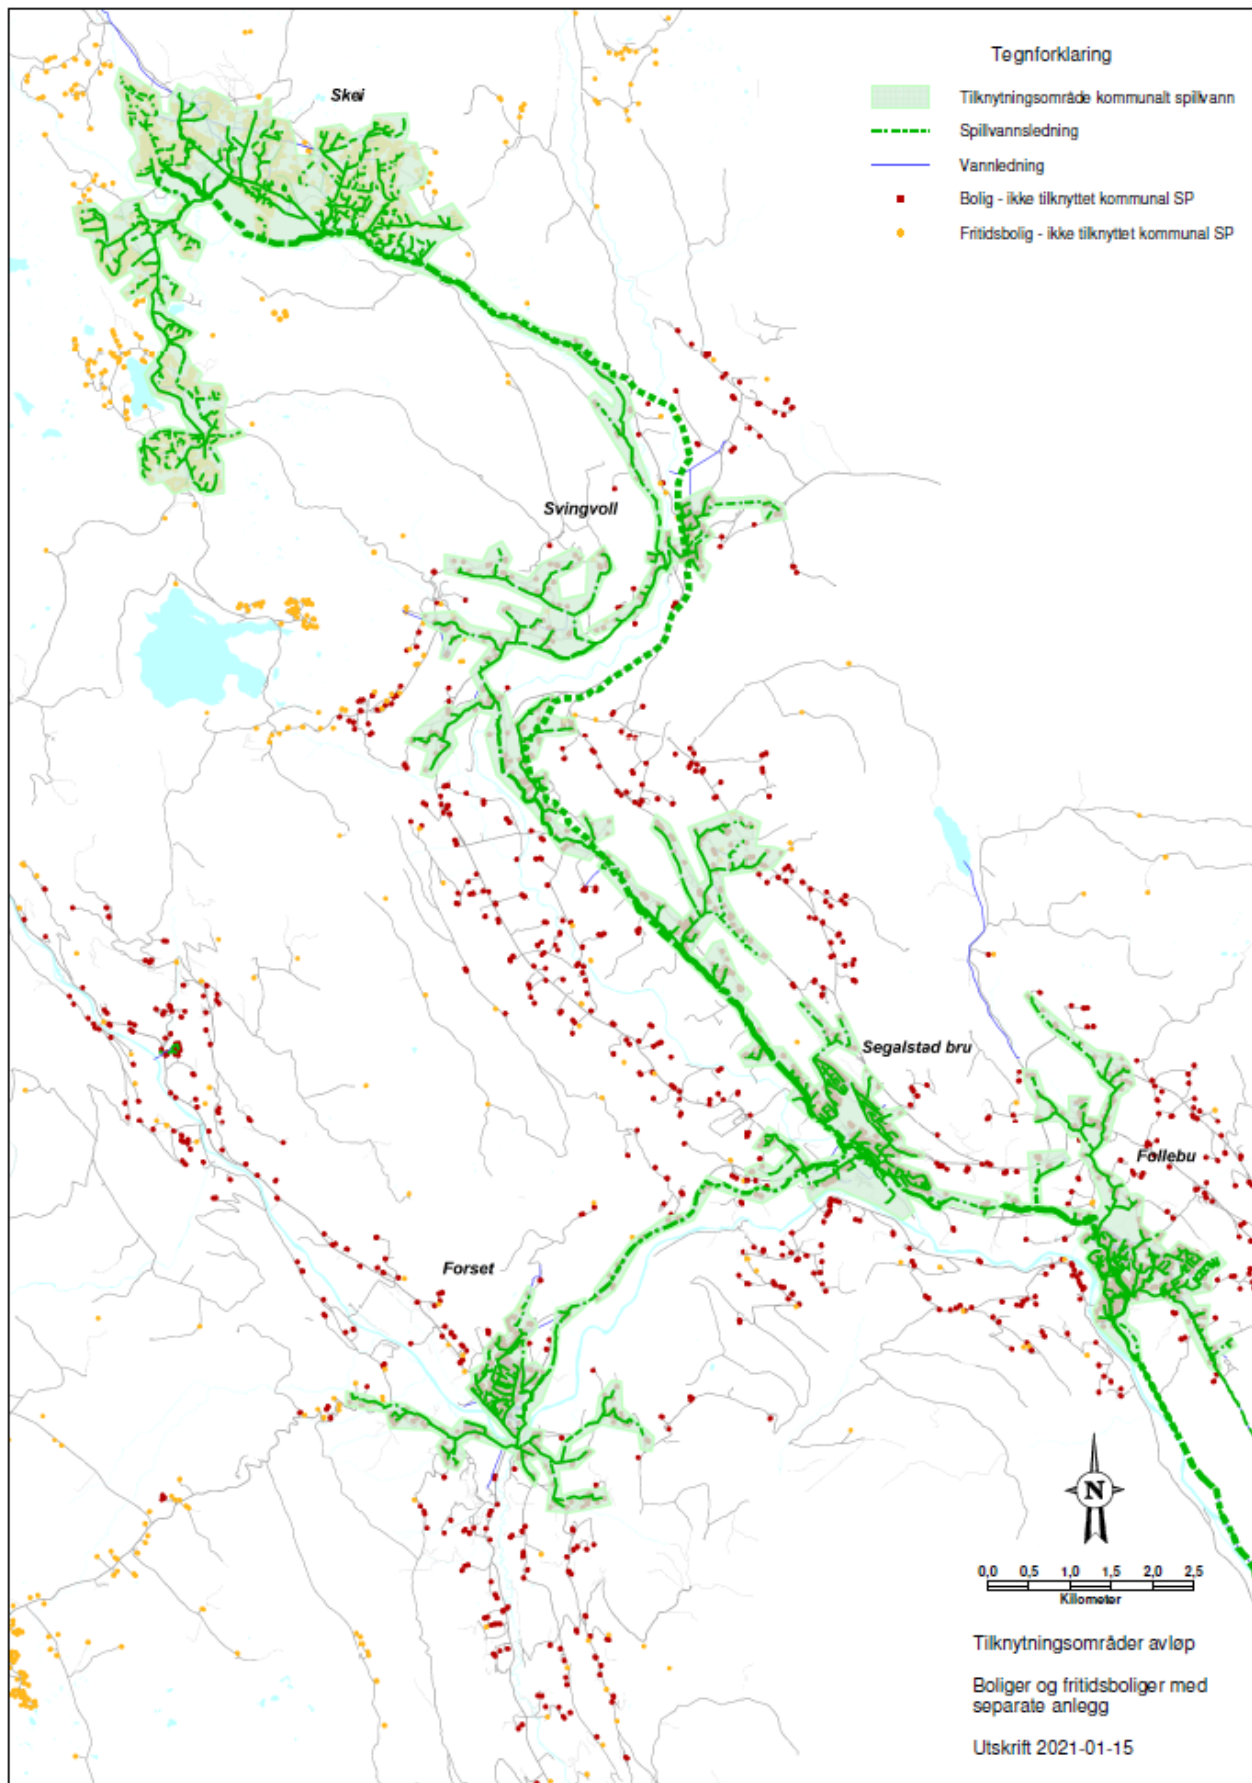 Tegnforklaring
Tilknytningsområde kommunalt spillvann
Spillvannsledning
Vannledning
Bolig - ikke tilknyttet kommunal SP
Fritidsbolig - ikke tilknyttet kommunal SP
Skei
Svingvoll
Segalstad bru
Follebu
Forset
N
0,0 0,5 1,0 1,5 2,0 2,5
Kilometer
Tilknytningsområder avløp
Boliger og fritidsboliger med
separate anlegg
Utskrift 2021-01-15